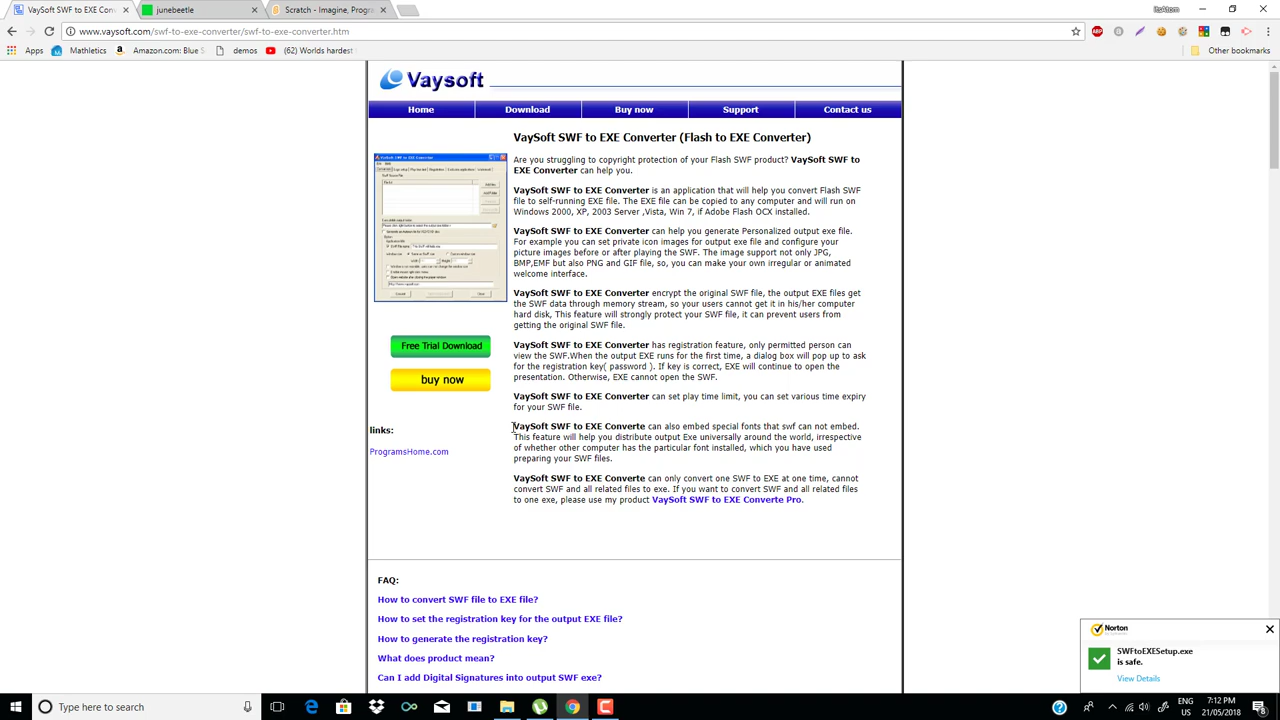 VaySoft SWF to EXE Conv
junebeetle
Scratch - Imagine, Progra
ItsAtom
www.vaysoft.com/swf-to-exe-converter/swf-to-exe-converter.htm
Apps
Mathletics
Amazon.com: Blue S
demos
(62) Worlds hardest
Other bookmarks
Vaysoft
Home
Download
Buy now
Support
Contact us
VaySoft SWF to EXE Converter (Flash to EXE Converter)
Are you struggling to copyright protection of your Flash SWF product? VaySoft SWF to
EXE Converter can help you.
VaySoft SWF to EXE Converter is an application that will help you convert Flash SWF
file to self-running EXE file. The EXE file can be copied to any computer and will run on
Windows 2000, XP, 2003 Server ,Vista, Win 7, if Adobe Flash OCX installed.
VaySoft SWF to EXE Converter can help you generate Personalized output exe file.
For example you can set private icon images for output exe file and configure your
picture images before or after playing the SWF. The image support not only JPG,
BMP,EMF but also PNG and GIF file, so, you can make your own irregular or animated
welcome interface.
VaySoft SWF to EXE Converter encrypt the original SWF file, the output EXE files get
the SWF data through memory stream, so your users cannot get it in his/her computer
hard disk, This feature will strongly protect your SWF file, it can prevent users from
getting the original SWF file.
Free Trial Download
VaySoft SWF to EXE Converter has registration feature, only permitted person can
view the SWF.When the output EXE runs for the first time, a dialog box will pop up to ask
for the registration key( password ). If key is correct, EXE will continue to open the
presentation. Otherwise, EXE cannot open the SWF.
buy now
VaySoft SWF to EXE Converter can set play time limit, you can set various time expiry
for your SWF file.
links:
ProgramsHome.com
VaySoft SWF to EXE Converte can also embed special fonts that swf can not embed.
This feature will help you distribute output Exe universally around the world, irrespective
of whether other computer has the particular font installed, which you have used
preparing your SWF files.
VaySoft SWF to EXE Converter can only convert one SWF to EXE at one time, cannot
convert SWF and all related files to exe. If you want to convert SWF and all related files
to one exe, please use my product VaySoft SWF to EXE Converte Pro.
FAQ:
How to convert SWF file to EXE file?
How to set the registration key for the output EXE file?
How to generate the registration key?
What does product mean?
Can I add Digital Signatures into output SWF exe?
Norton
SWFtoEXESetup.exe
is safe.
View Details
Type here to search
ENG
US
7:12 PM
21/05/2018